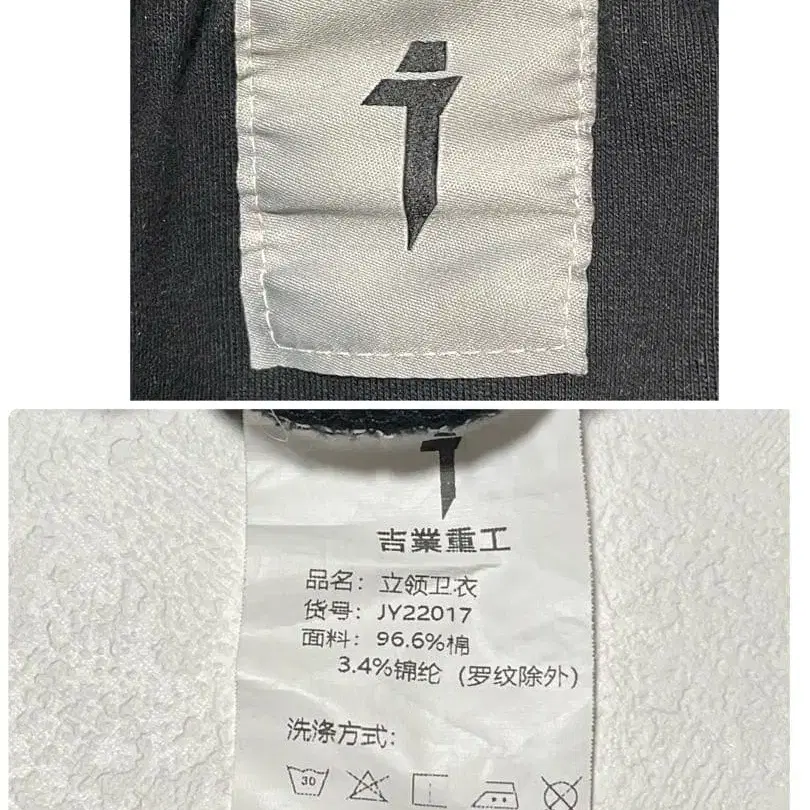 吉業重工
品名：立领卫衣
货号：JY22017
面料：96.6%棉
3.4%锦纶（罗纹除外）
洗涤方式：
30